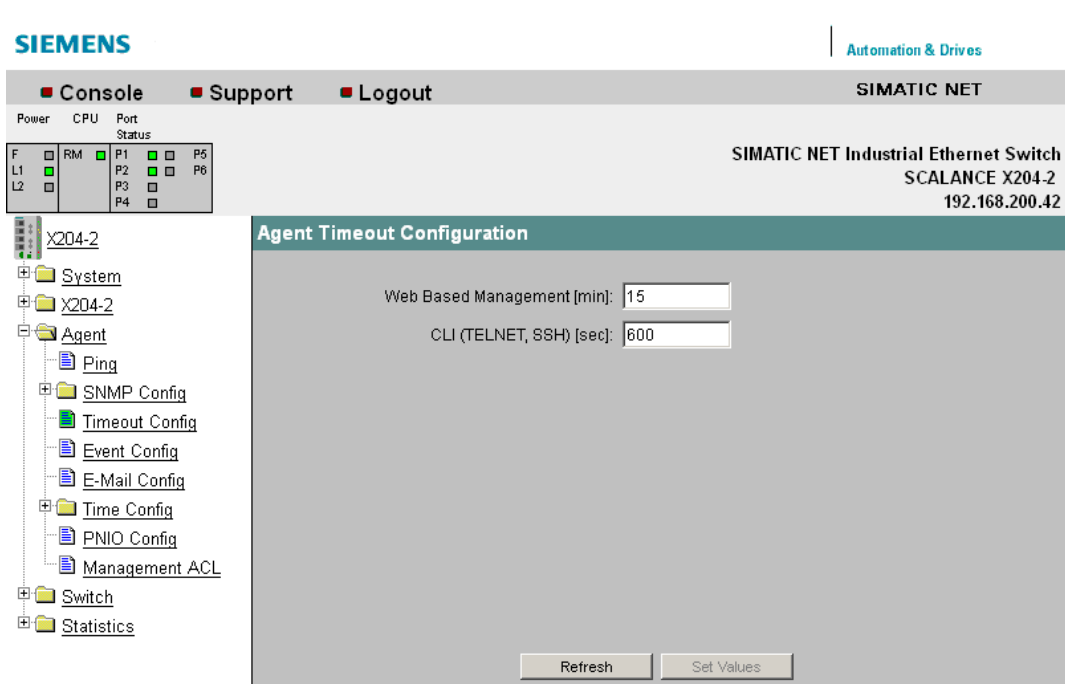 SIEMENS
Automation & Drives
Console Support Logout SIMATIC NET
Power CPU Port Status
F RM P1 P5
L1 P2 P6
L2 P3
P4
SIMATIC NET Industrial Ethernet Switch
SCALANCE X204-2
192.168.200.42
X204-2
System
X204-2
Agent
Ping
SNMP Config
Timeout Config
Event Config
E-Mail Config
Time Config
PNIO Config
Management ACL
Switch
Statistics
Agent Timeout Configuration
Web Based Management [min]: 15
CLI (TELNET, SSH) [sec]: 600
Refresh Set Values